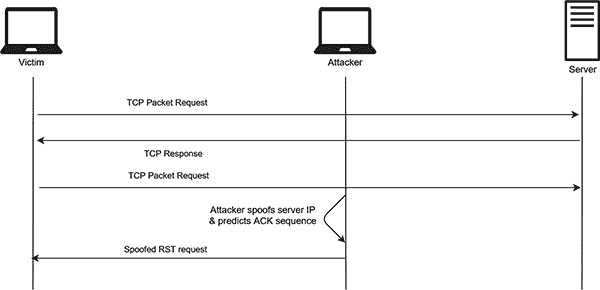 Victim
Attacker
Server
TCP Packet Request
TCP Response
TCP Packet Request
Attacker spoofs server IP
& predicts ACK sequence
Spoofed RST request